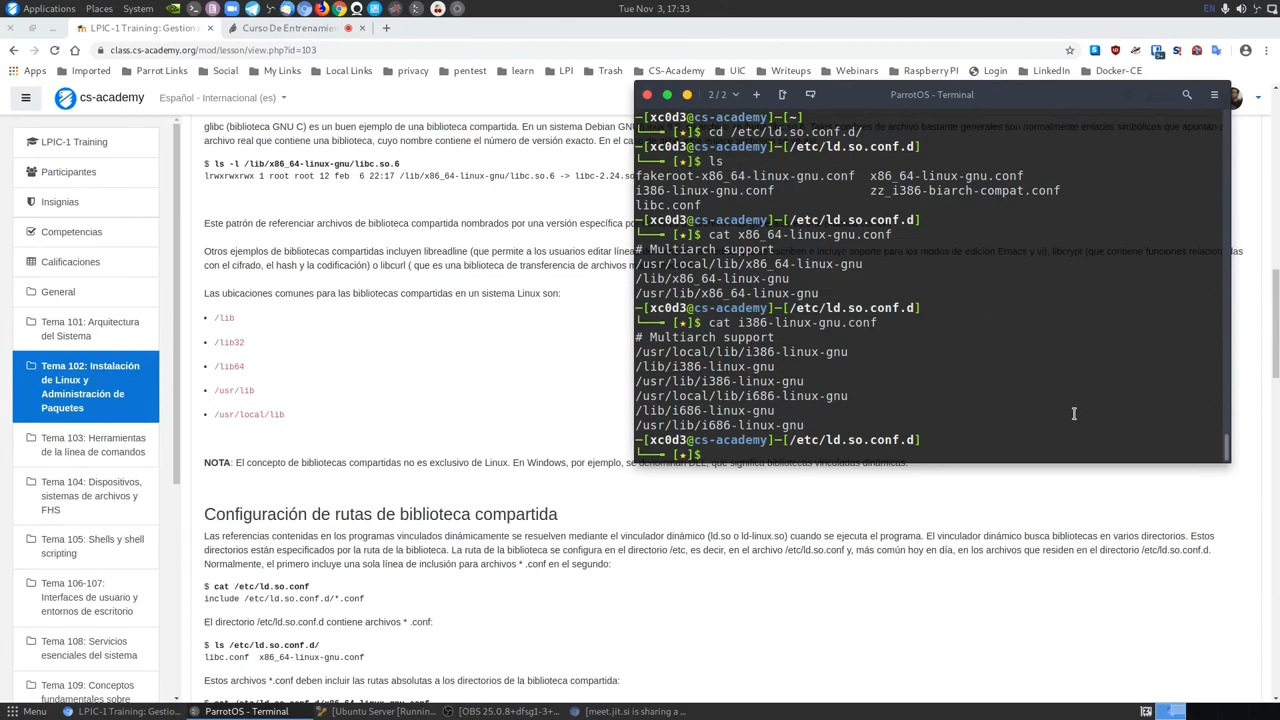 Applications Places System Tue Nov 3, 17:33 EN
LPIC-1 Training: Gestiona Curso De Entrenamie
class.cs-academy.org/mod/lesson/view.php?id=103
Apps Imported Parrot Links Social My Links Local Links privacy pentest learn LPI Trash CS-Academy UIC Writeups Webinars RaspberryPI Login LinkedIn Docker-CE
cs-academy Español - Internacional (es)
LPIC-1 Training
Participantes
Insignias
Competencias
Calificaciones
General
Tema 101: Arquitectura
del Sistema
Tema 102: Instalación
de Linux y
Administración de
Paquetes
Tema 103: Herramientas
de la línea de comandos
Tema 104: Dispositivos,
sistemas de archivos y
FHS
Tema 105: Shells y shell
scripting
Tema 106-107:
Interfaces de usuario y
entornos de escritorio
Tema 108: Servicios
esenciales del sistema
Tema 109: Conceptos
fundamentales sobre
glibc (biblioteca GNU C) es un buen ejemplo de una biblioteca compartida. En un sistema Debian GNU
archivo real que contiene una biblioteca, cuyo nombre contiene el número de versión exacto. En el ca
$ ls -l /lib/x86_64-linux-gnu/libc.so.6
lrwxrwxrwx 1 root root 12 feb 6 22:17 /lib/x86_64-linux-gnu/libc.so.6 -> libc-2.24.so
Este patrón de referenciar archivos de biblioteca compartida nombrados por una versión específica po
Otros ejemplos de bibliotecas compartidas incluyen libreadline (que permite a los usuarios editar líneas
con el cifrado, el hash y la codificación) o libcurl ( que es una biblioteca de transferencia de archivos m
Las ubicaciones comunes para las bibliotecas compartidas en un sistema Linux son:
/lib
/lib32
/lib64
/usr/lib
/usr/local/lib
NOTA: El concepto de bibliotecas compartidas no es exclusivo de Linux. En Windows, por ejemplo, se denominan DLL, que significa bibliotecas vinculadas dinámicas.
Configuración de rutas de biblioteca compartida
Las referencias contenidas en los programas vinculados dinámicamente se resuelven mediante el vinculador dinámico (ld.so o ld-linux.so) cuando se ejecuta el programa. El vinculador dinámico busca bibliotecas en varios directorios. Estos
directorios están especificados por la ruta de la biblioteca. La ruta de la biblioteca se configura en el directorio /etc, es decir, en el archivo /etc/ld.so.conf y, más común hoy en día, en los archivos que residen en el directorio /etc/ld.so.conf.d.
Normalmente, el primero incluye una sola línea de inclusión para archivos * .conf en el segundo:
$ cat /etc/ld.so.conf
include /etc/ld.so.conf.d/*.conf
El directorio /etc/ld.so.conf.d contiene archivos * .conf:
$ ls /etc/ld.so.conf.d/
libc.conf x86_64-linux-gnu.conf
Estos archivos *.conf deben incluir las rutas absolutas a los directorios de la biblioteca compartida:
2 / 2 ParrotOS - Terminal
─[xc0d3@cs-academy]─[~]
└──╼ [★]$ cd /etc/ld.so.conf.d/
─[xc0d3@cs-academy]─[/etc/ld.so.conf.d]
└──╼ [★]$ ls
fakeroot-x86_64-linux-gnu.conf x86_64-linux-gnu.conf
i386-linux-gnu.conf zz_i386-biarch-compat.conf
libc.conf
─[xc0d3@cs-academy]─[/etc/ld.so.conf.d]
└──╼ [★]$ cat x86_64-linux-gnu.conf
# Multiarch support
/usr/local/lib/x86_64-linux-gnu
/lib/x86_64-linux-gnu
/usr/lib/x86_64-linux-gnu
─[xc0d3@cs-academy]─[/etc/ld.so.conf.d]
└──╼ [★]$ cat i386-linux-gnu.conf
# Multiarch support
/usr/local/lib/i386-linux-gnu
/lib/i386-linux-gnu
/usr/lib/i386-linux-gnu
/usr/local/lib/i686-linux-gnu
/lib/i686-linux-gnu
/usr/lib/i686-linux-gnu
─[xc0d3@cs-academy]─[/etc/ld.so.conf.d]
└──╼ [★]$
Menu LPIC-1 Training: Gestio... ParrotOS - Terminal [Ubuntu Server [Runnin... [OBS 25.0.8+dfsg1-3+... [meet.jit.si is sharing a ...